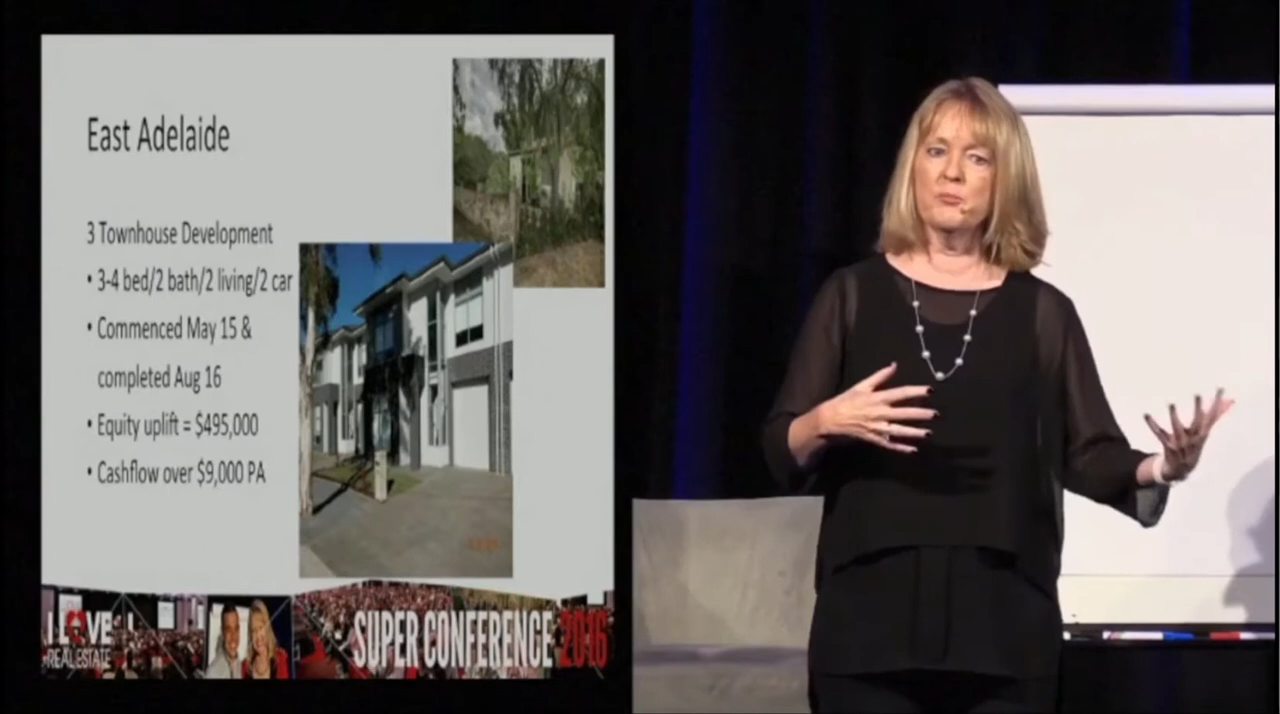 East Adelaide
3 Townhouse Development
• 3-4 bed/2 bath/2 living/2 car
• Commenced May 15 &
completed Aug 16
• Equity uplift = $495,000
• Cashflow over $9,000 PA
I LOVE
REAL ESTATE
SUPER CONFERENCE 2016